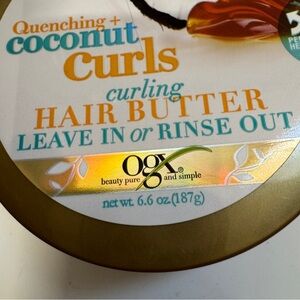 Quenching +
coconut
curls
curling
HAIR BUTTER
LEAVE IN or RINSE OUT
ogx®
beauty pure and simple
net wt. 6.6 oz.(187g)